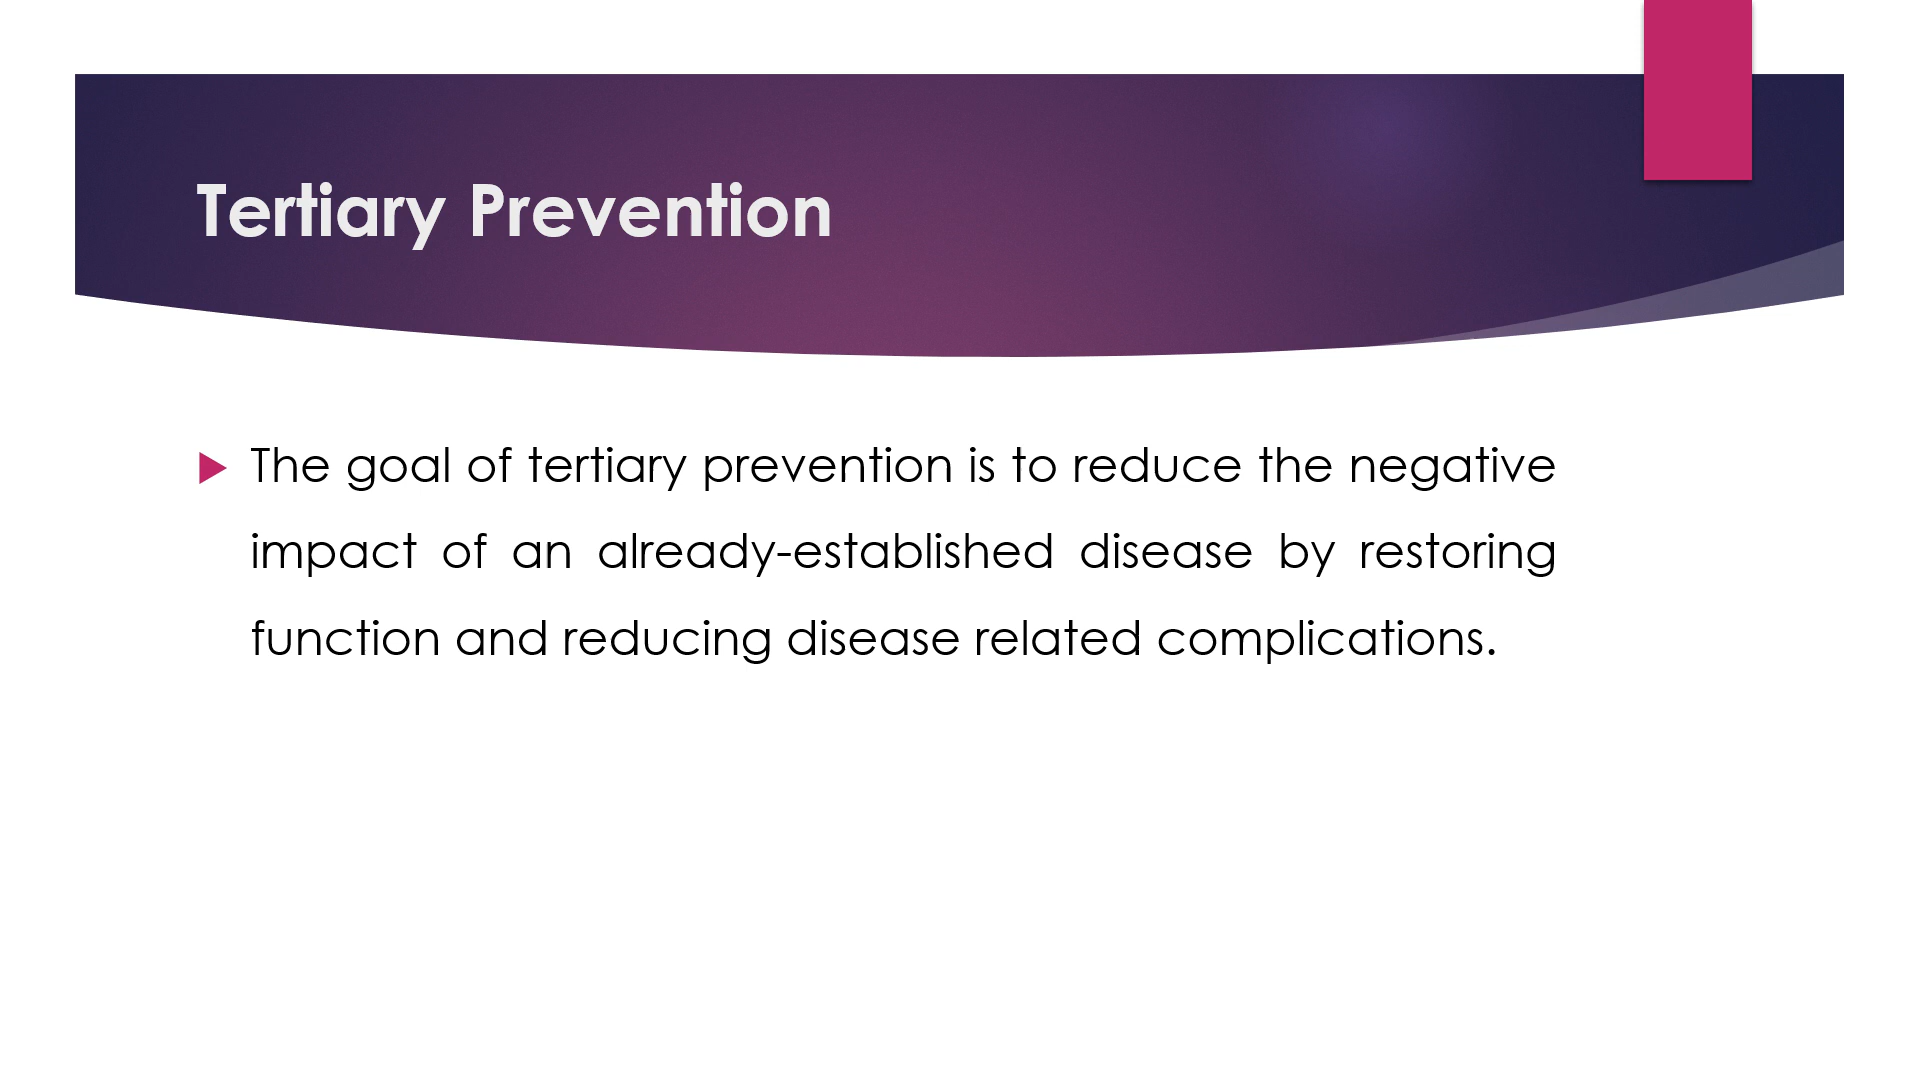 Tertiary Prevention
The goal of tertiary prevention is to reduce the negative
impact of an already-established disease by restoring
function and reducing disease related complications.